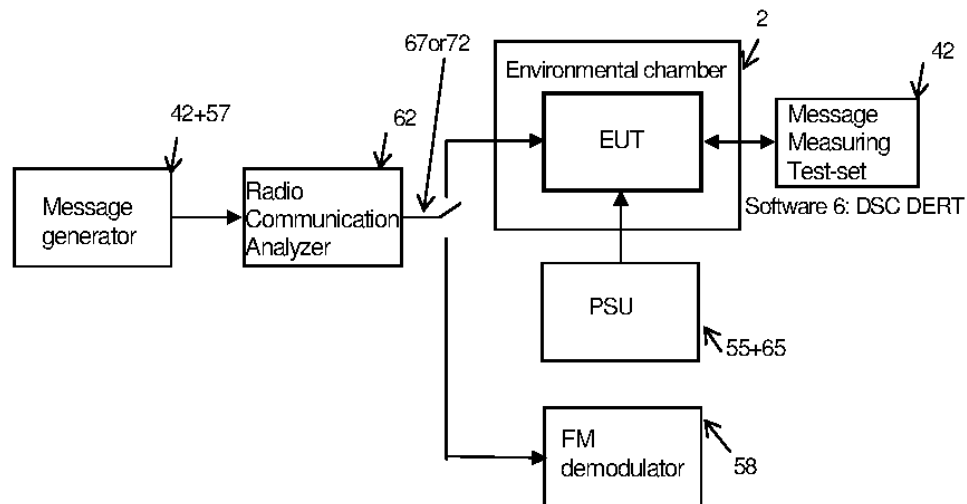 67or72
2
Environmental chamber
42
42+57
62
EUT
Message
Measuring
Test-set
Message
generator
Radio
Communication
Analyzer
Software 6: DSC DERT
PSU
55+65
FM
demodulator
58